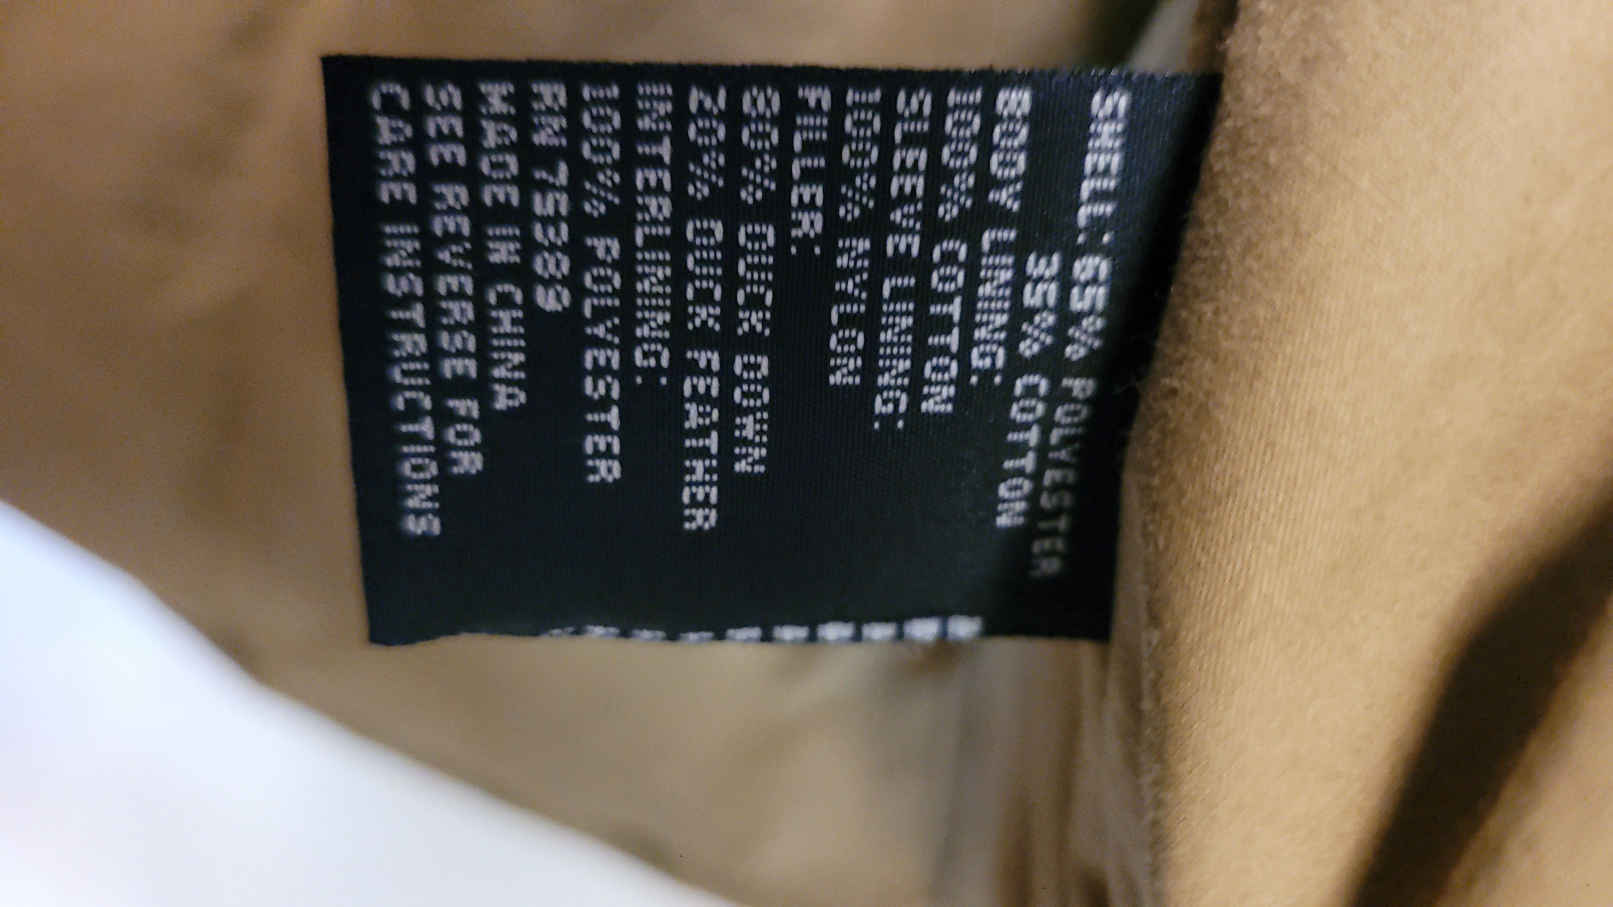 SHELL: 65% POLYESTER
35% COTTON
BODY LINING:
100% COTTON
SLEEVE LINING:
100% NYLON
FILLER:
80% DUCK DOWN
20% DUCK FEATHER
INTERLINING:
100% POLYESTER
RN 75389
MADE IN CHINA
SEE REVERSE FOR
CARE INSTRUCTIONS